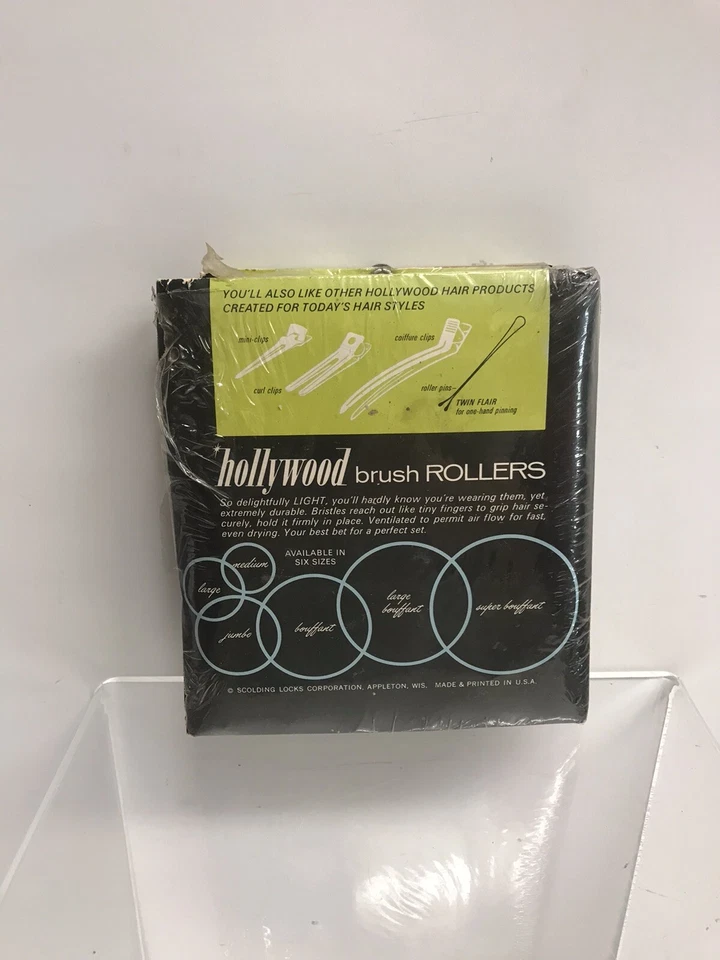 YOU'LL ALSO LIKE OTHER HOLLYWOOD HAIR PRODUCTS
CREATED FOR TODAY'S HAIR STYLES
mini-clips
coiffure clips
curl clips
roller pins
TWIN FLAIR
for one-hand pinning
hollywood brush ROLLERS
So delightfully LIGHT, you'll hardly know you're wearing them, yet
extremely durable. Bristles reach out like tiny fingers to grip hair se-
curely, hold it firmly in place. Ventilated to permit air flow for fast,
even drying. Your best bet for a perfect set.
AVAILABLE IN
SIX SIZES
medium
large
jumbo
bouffant
large
bouffant
super bouffant
© SCOLDING LOCKS CORPORATION, APPLETON, WIS. MADE & PRINTED IN U.S.A.